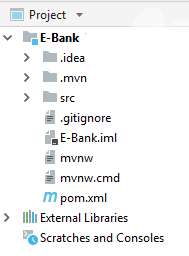 Project
E-Bank
.idea
.mvn
src
.gitignore
E-Bank.iml
mvnw
mvnw.cmd
pom.xml
External Libraries
Scratches and Consoles